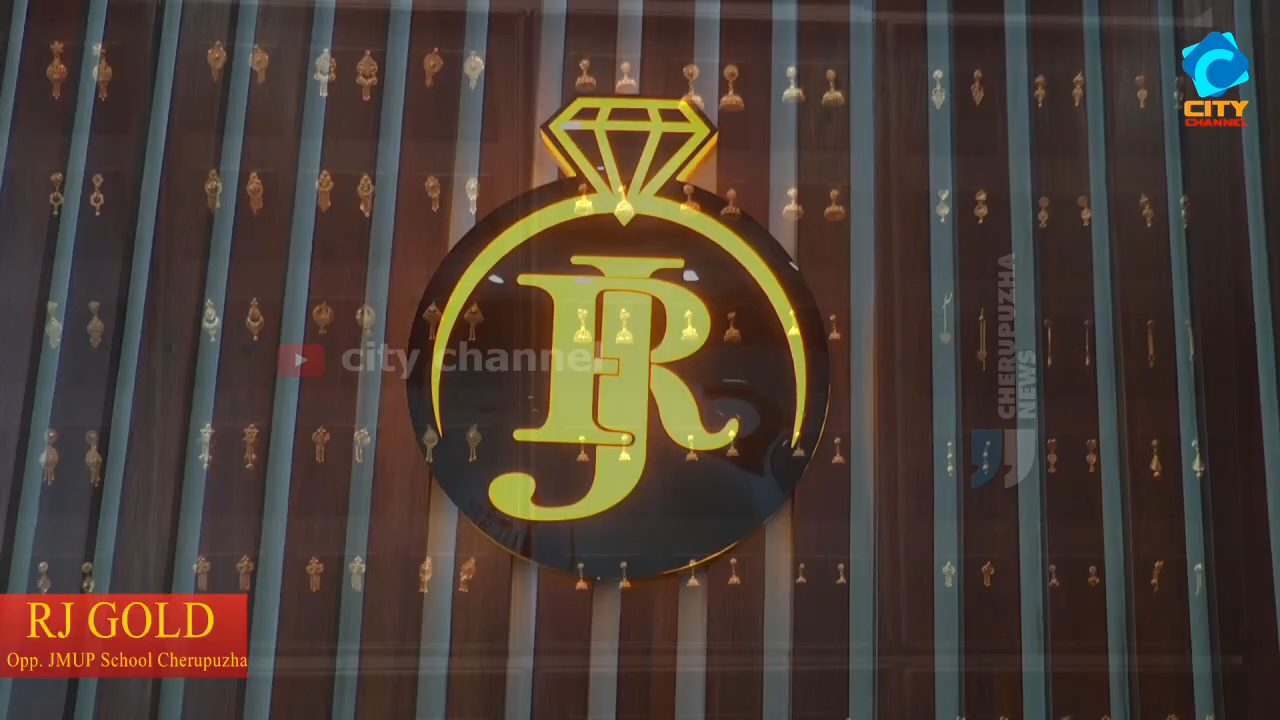 CITY
CHANNEL
RJ
city channel
CHERUPUZHA
NEWS
RJ GOLD
Opp. JMUP School Cherupuzha